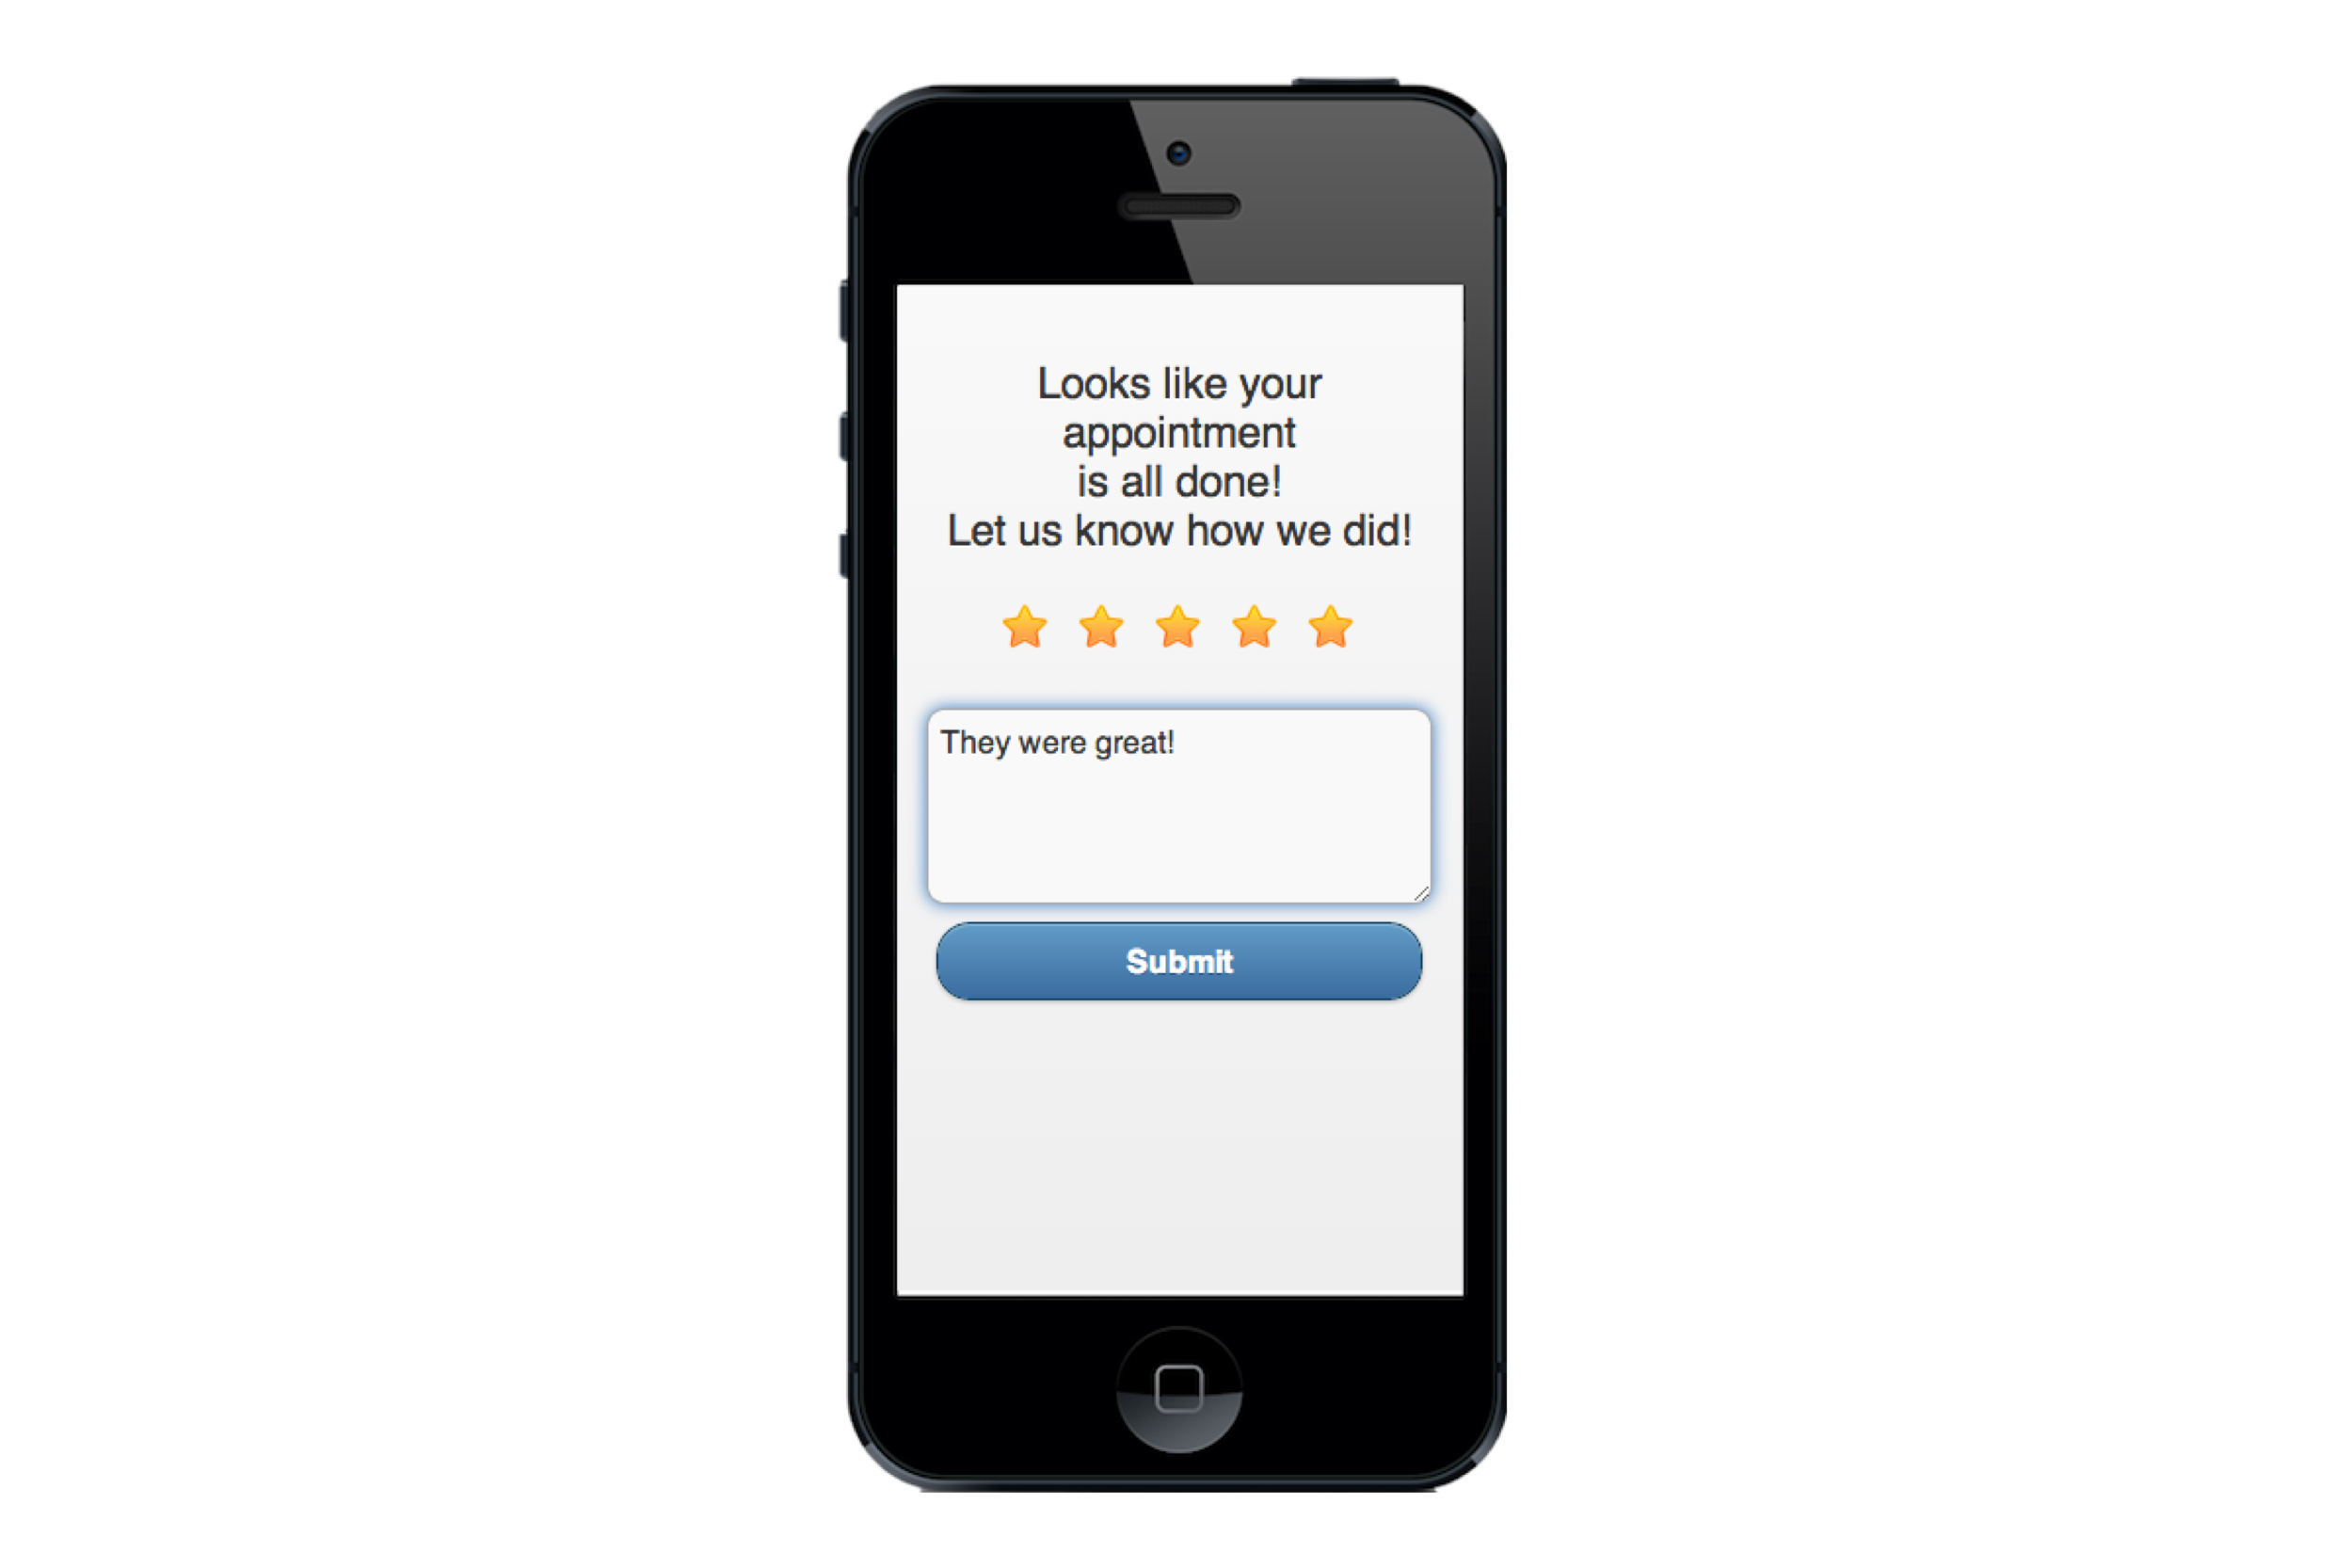 Looks like your
appointment
is all done!
Let us know how we did!
They were great!
Submit